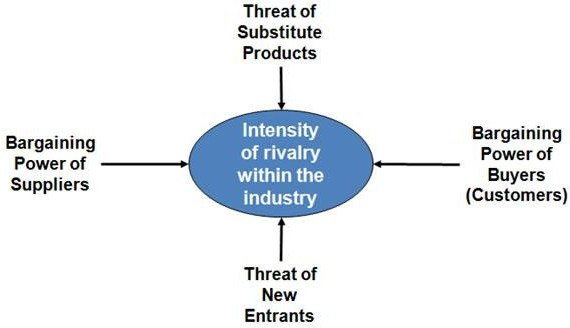 Threat of
Substitute
Products
Intensity
of rivalry
within the
industry
Bargaining
Power of
Suppliers
Bargaining
Power of
Buyers
(Customers)
Threat of
New
Entrants